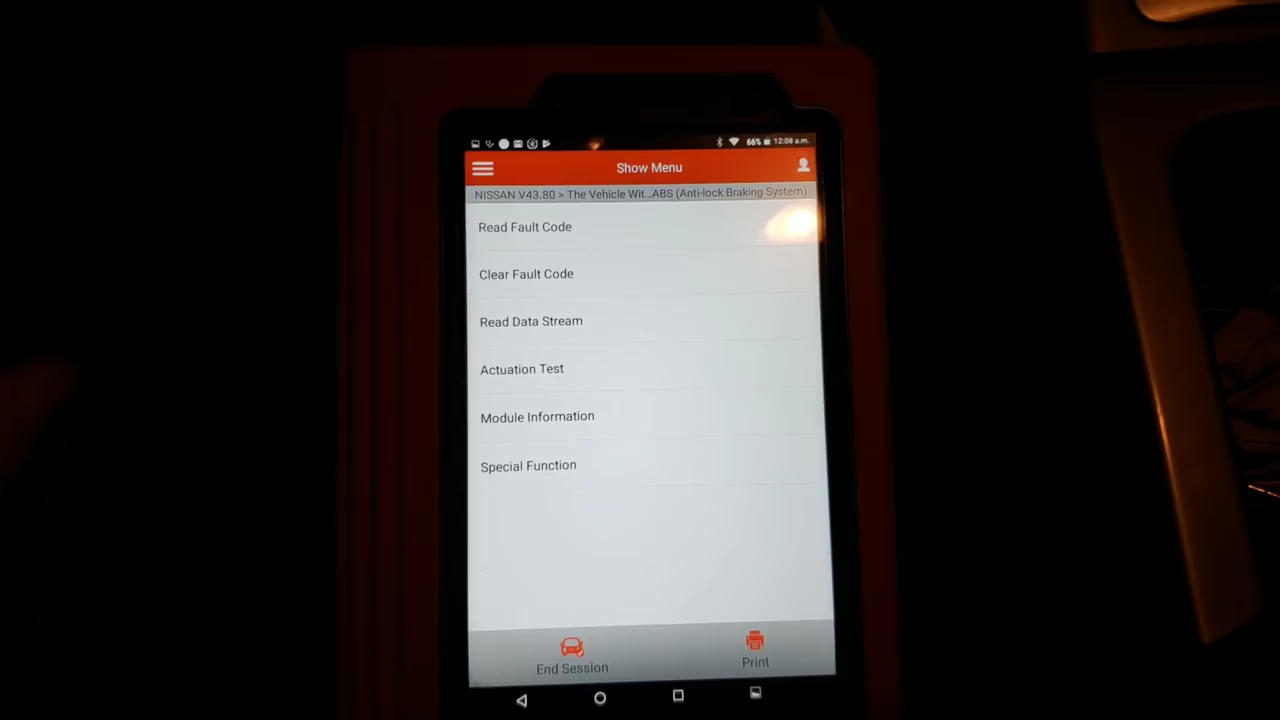 66% 12:08 a.m.
Show Menu
NISSAN V43.80 > The Vehicle Wit...ABS (Anti-lock Braking System)
Read Fault Code
Clear Fault Code
Read Data Stream
Actuation Test
Module Information
Special Function
End Session
Print